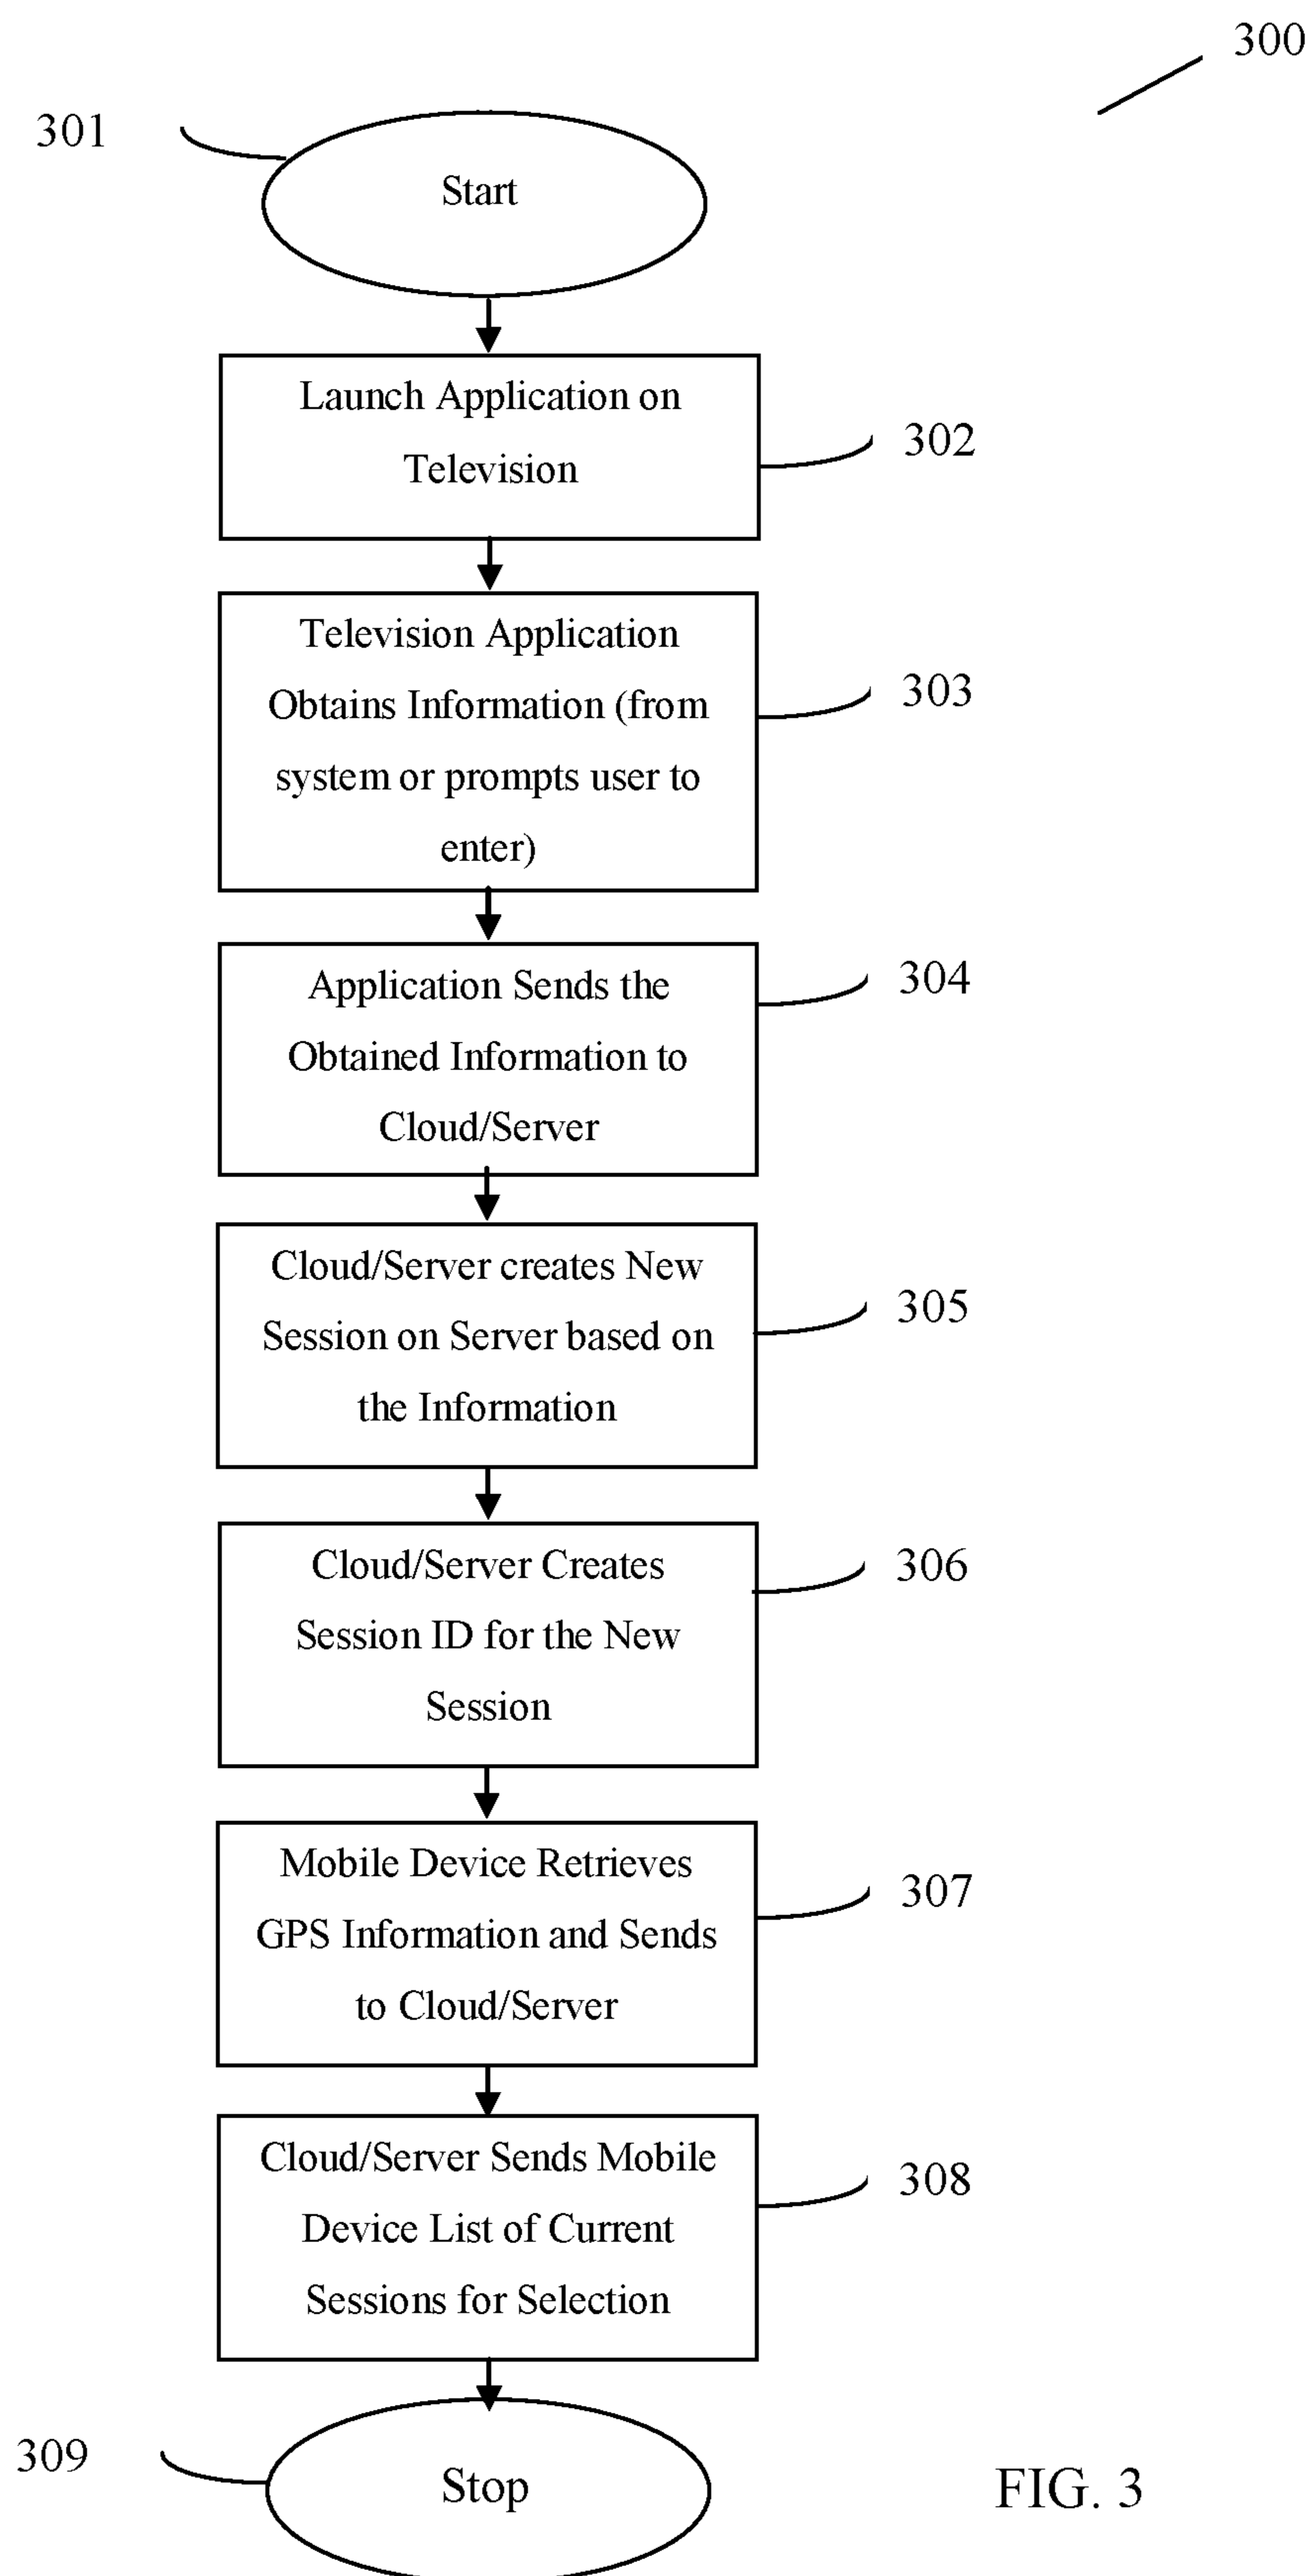 300
301
Start
Launch Application on
Television
302
Television Application
Obtains Information (from
system or prompts user to
enter)
303
Application Sends the
Obtained Information to
Cloud/Server
304
Cloud/Server creates New
Session on Server based on
the Information
305
Cloud/Server Creates
Session ID for the New
Session
306
Mobile Device Retrieves
GPS Information and Sends
to Cloud/Server
307
Cloud/Server Sends Mobile
Device List of Current
Sessions for Selection
308
309
Stop
FIG. 3